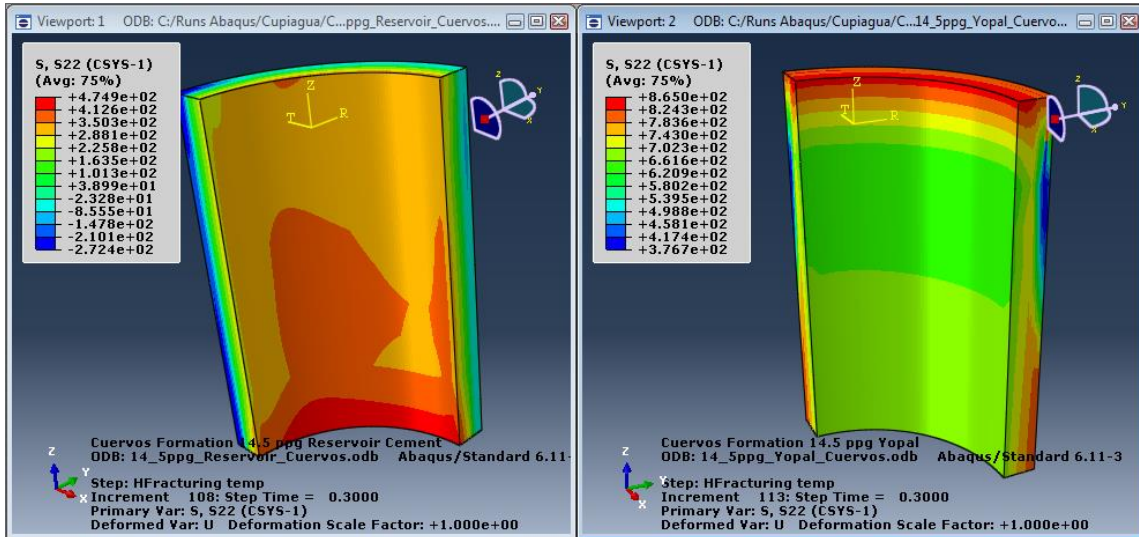 Viewport: 1 ODB: C:/Runs Abaqus/Cupiagua/C...ppg_Reservoir_Cuervos....
S, S22 (CSYS-1)
(Avg: 75%)
+4.749e+02
+4.126e+02
+3.503e+02
+2.881e+02
+2.258e+02
+1.635e+02
+1.013e+02
+3.899e+01
-2.328e+01
-8.555e+01
-1.478e+02
-2.101e+02
-2.724e+02
Z
T
R
Z
Y
X
Z
Y
X
Cuervos Formation 14.5 ppg Reservoir Cement
ODB: 14_5ppg_Reservoir_Cuervos.odb Abaqus/Standard 6.11-
Step: HFracturing temp
Increment 108: Step Time = 0.3000
Primary Var: S, S22 (CSYS-1)
Deformed Var: U Deformation Scale Factor: +1.000e+00
Viewport: 2 ODB: C:/Runs Abaqus/Cupiagua/C...14_5ppg_Yopal_Cuervo...
S, S22 (CSYS-1)
(Avg: 75%)
+8.650e+02
+8.243e+02
+7.836e+02
+7.430e+02
+7.023e+02
+6.616e+02
+6.209e+02
+5.802e+02
+5.395e+02
+4.988e+02
+4.581e+02
+4.174e+02
+3.767e+02
Z
T
R
Z
Y
X
Z
Y
X
Cuervos Formation 14.5 ppg Yopal
ODB: 14_5ppg_Yopal_Cuervos.odb Abaqus/Standard 6.11-3
Step: HFracturing temp
Increment 113: Step Time = 0.3000
Primary Var: S, S22 (CSYS-1)
Deformed Var: U Deformation Scale Factor: +1.000e+00